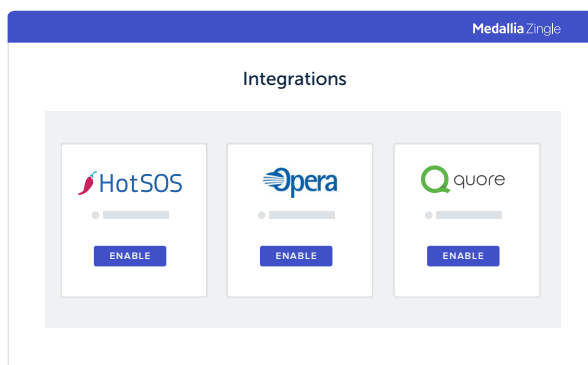 Medallia Zingle
Integrations
HotSOS
Opera
quore
ENABLE
ENABLE
ENABLE